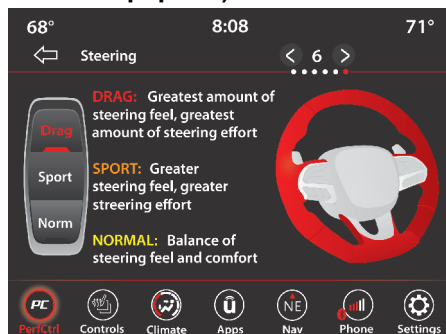 68° 8:08 71°
Steering < 6 >
DRAG: Greatest amount of
steering feel, greatest
amount of steering effort
Drag
SPORT: Greater
steering feel, greater
streering effort
Sport
Norm
NORMAL: Balance of
steering feel and comfort
PC
û
NE
PerfCtrl Controls Climate Apps Nav Phone Settings